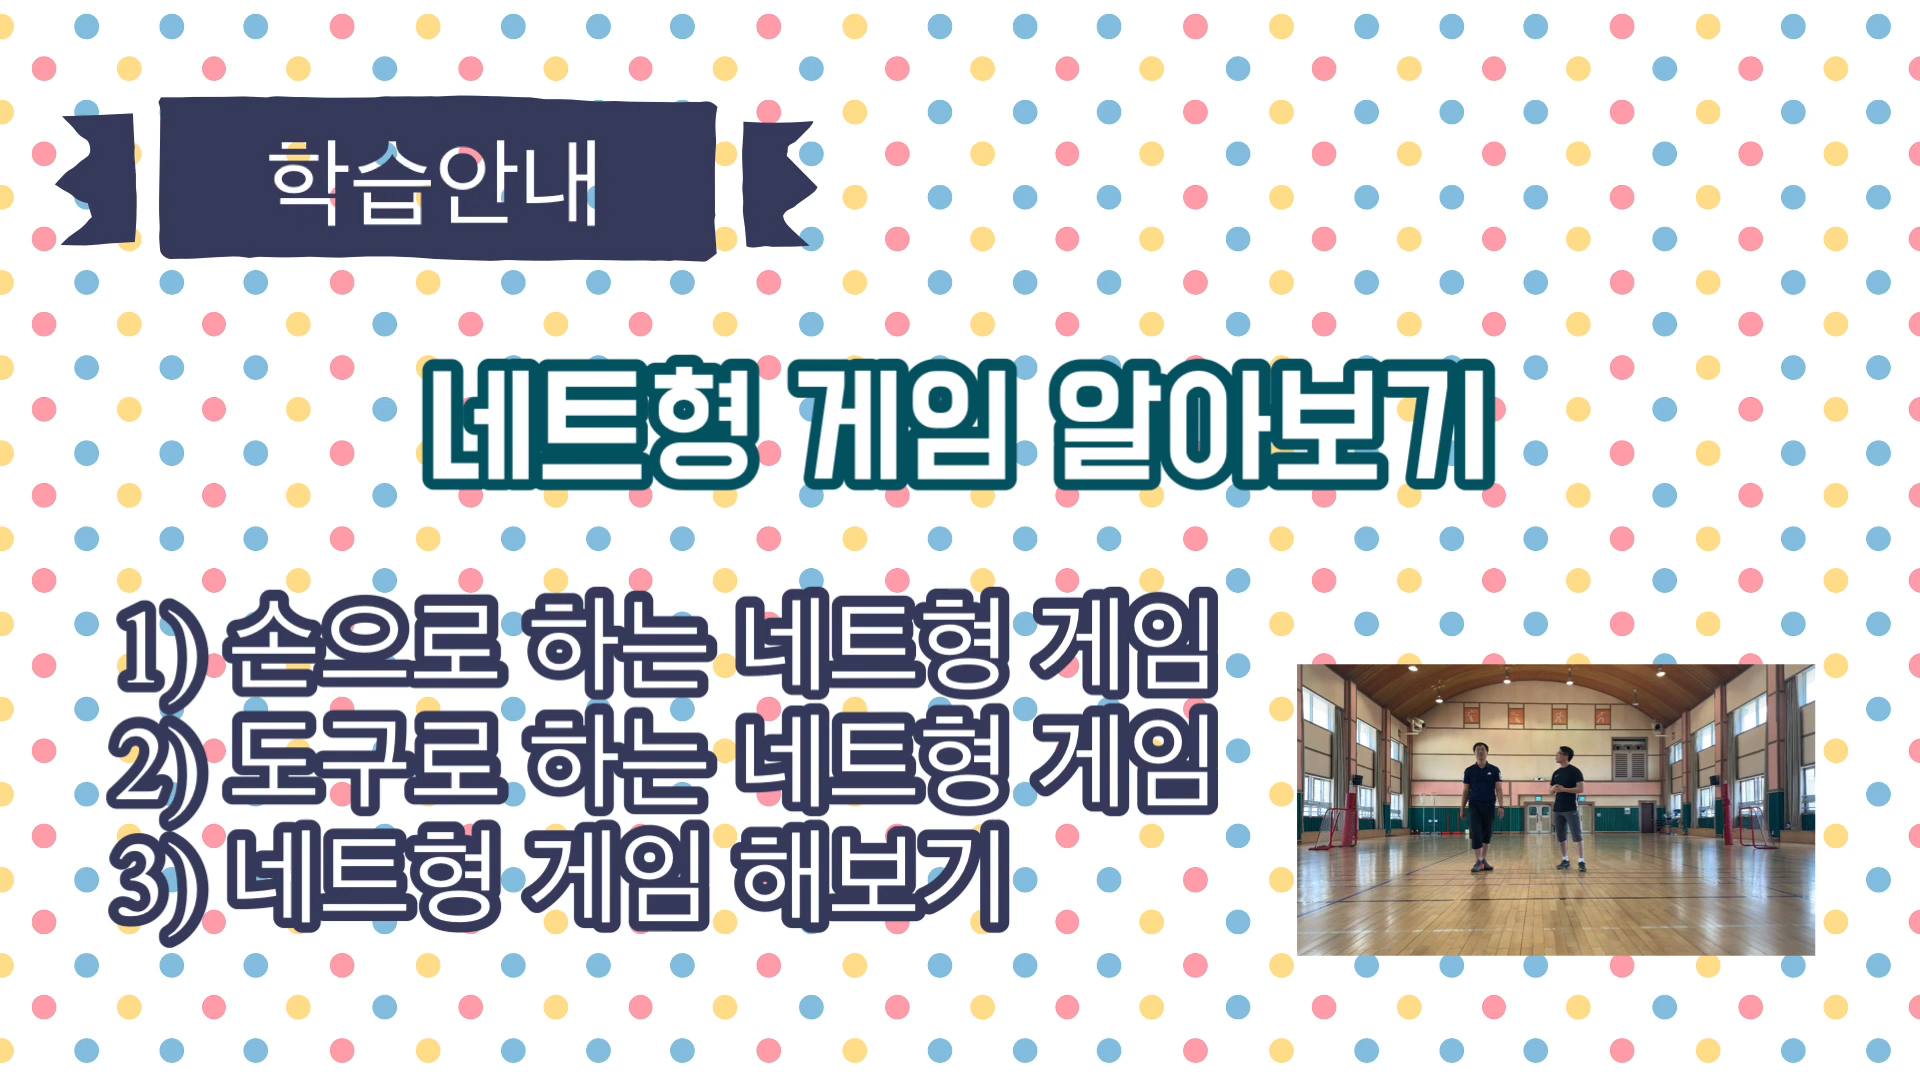 학습안내
네트형 게임 알아보기
1) 손으로 하는 네트형 게임
2) 도구로 하는 네트형 게임
3) 네트형 게임 해보기